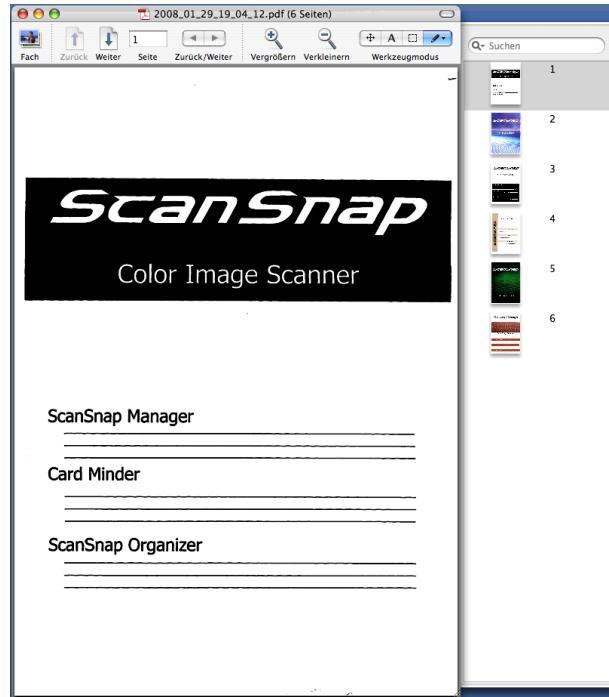 2008_01_29_19_04_12.pdf (6 Seiten)
1
Fach Zurück Weiter Seite Zurück/Weiter Vergrößern Verkleinern Werkzeugmodus
A
ScanSnap
Color Image Scanner
ScanSnap Manager
Card Minder
ScanSnap Organizer
Suchen
1
2
3
4
5
6